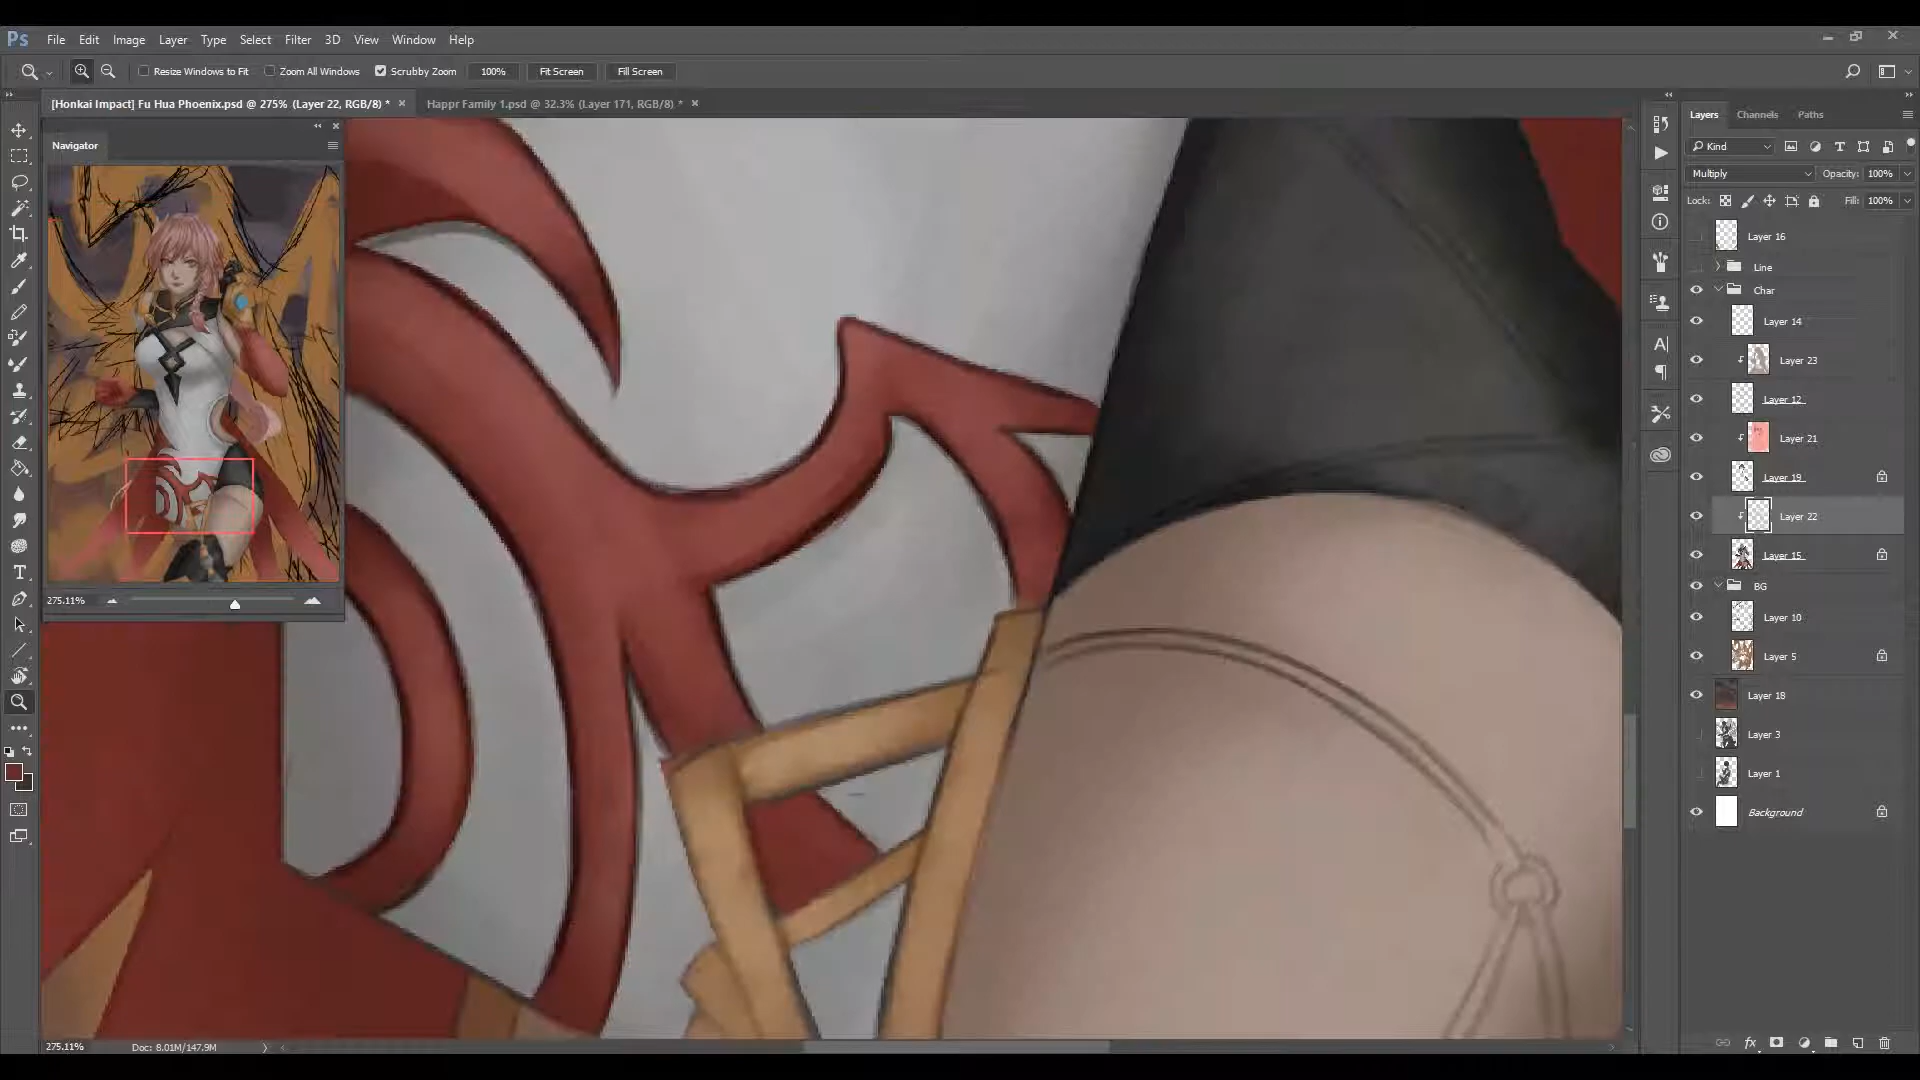 Ps File Edit Image Layer Type Select Filter 3D View Window Help
Resize Windows to Fit Zoom All Windows Scrubby Zoom 100% Fit Screen Fill Screen
[Honkai Impact] Fu Hua Phoenix.psd @ 275% (Layer 22, RGB/8) * Happr Family 1.psd @ 32.3% (Layer 171, RGB/8) *
Navigator
275.11%
Layers Channels Paths
Kind
Multiply Opacity: 100%
Lock: Fill: 100%
Layer 16
Line
Char
Layer 14
Layer 23
Layer 12
Layer 21
Layer 19
Layer 22
Layer 15
BG
Layer 10
Layer 5
Layer 18
Layer 3
Layer 1
Background
275.11% Doc: 8.01M/147.9M